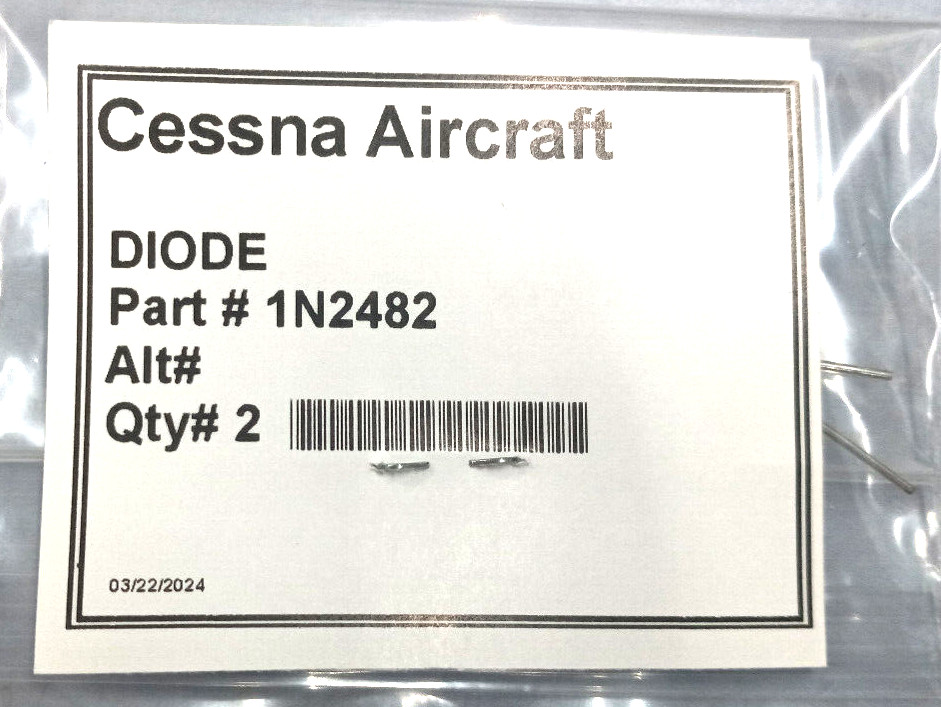 Cessna Aircraft
DIODE
Part # 1N2482
Alt#
Qty# 2
03/22/2024